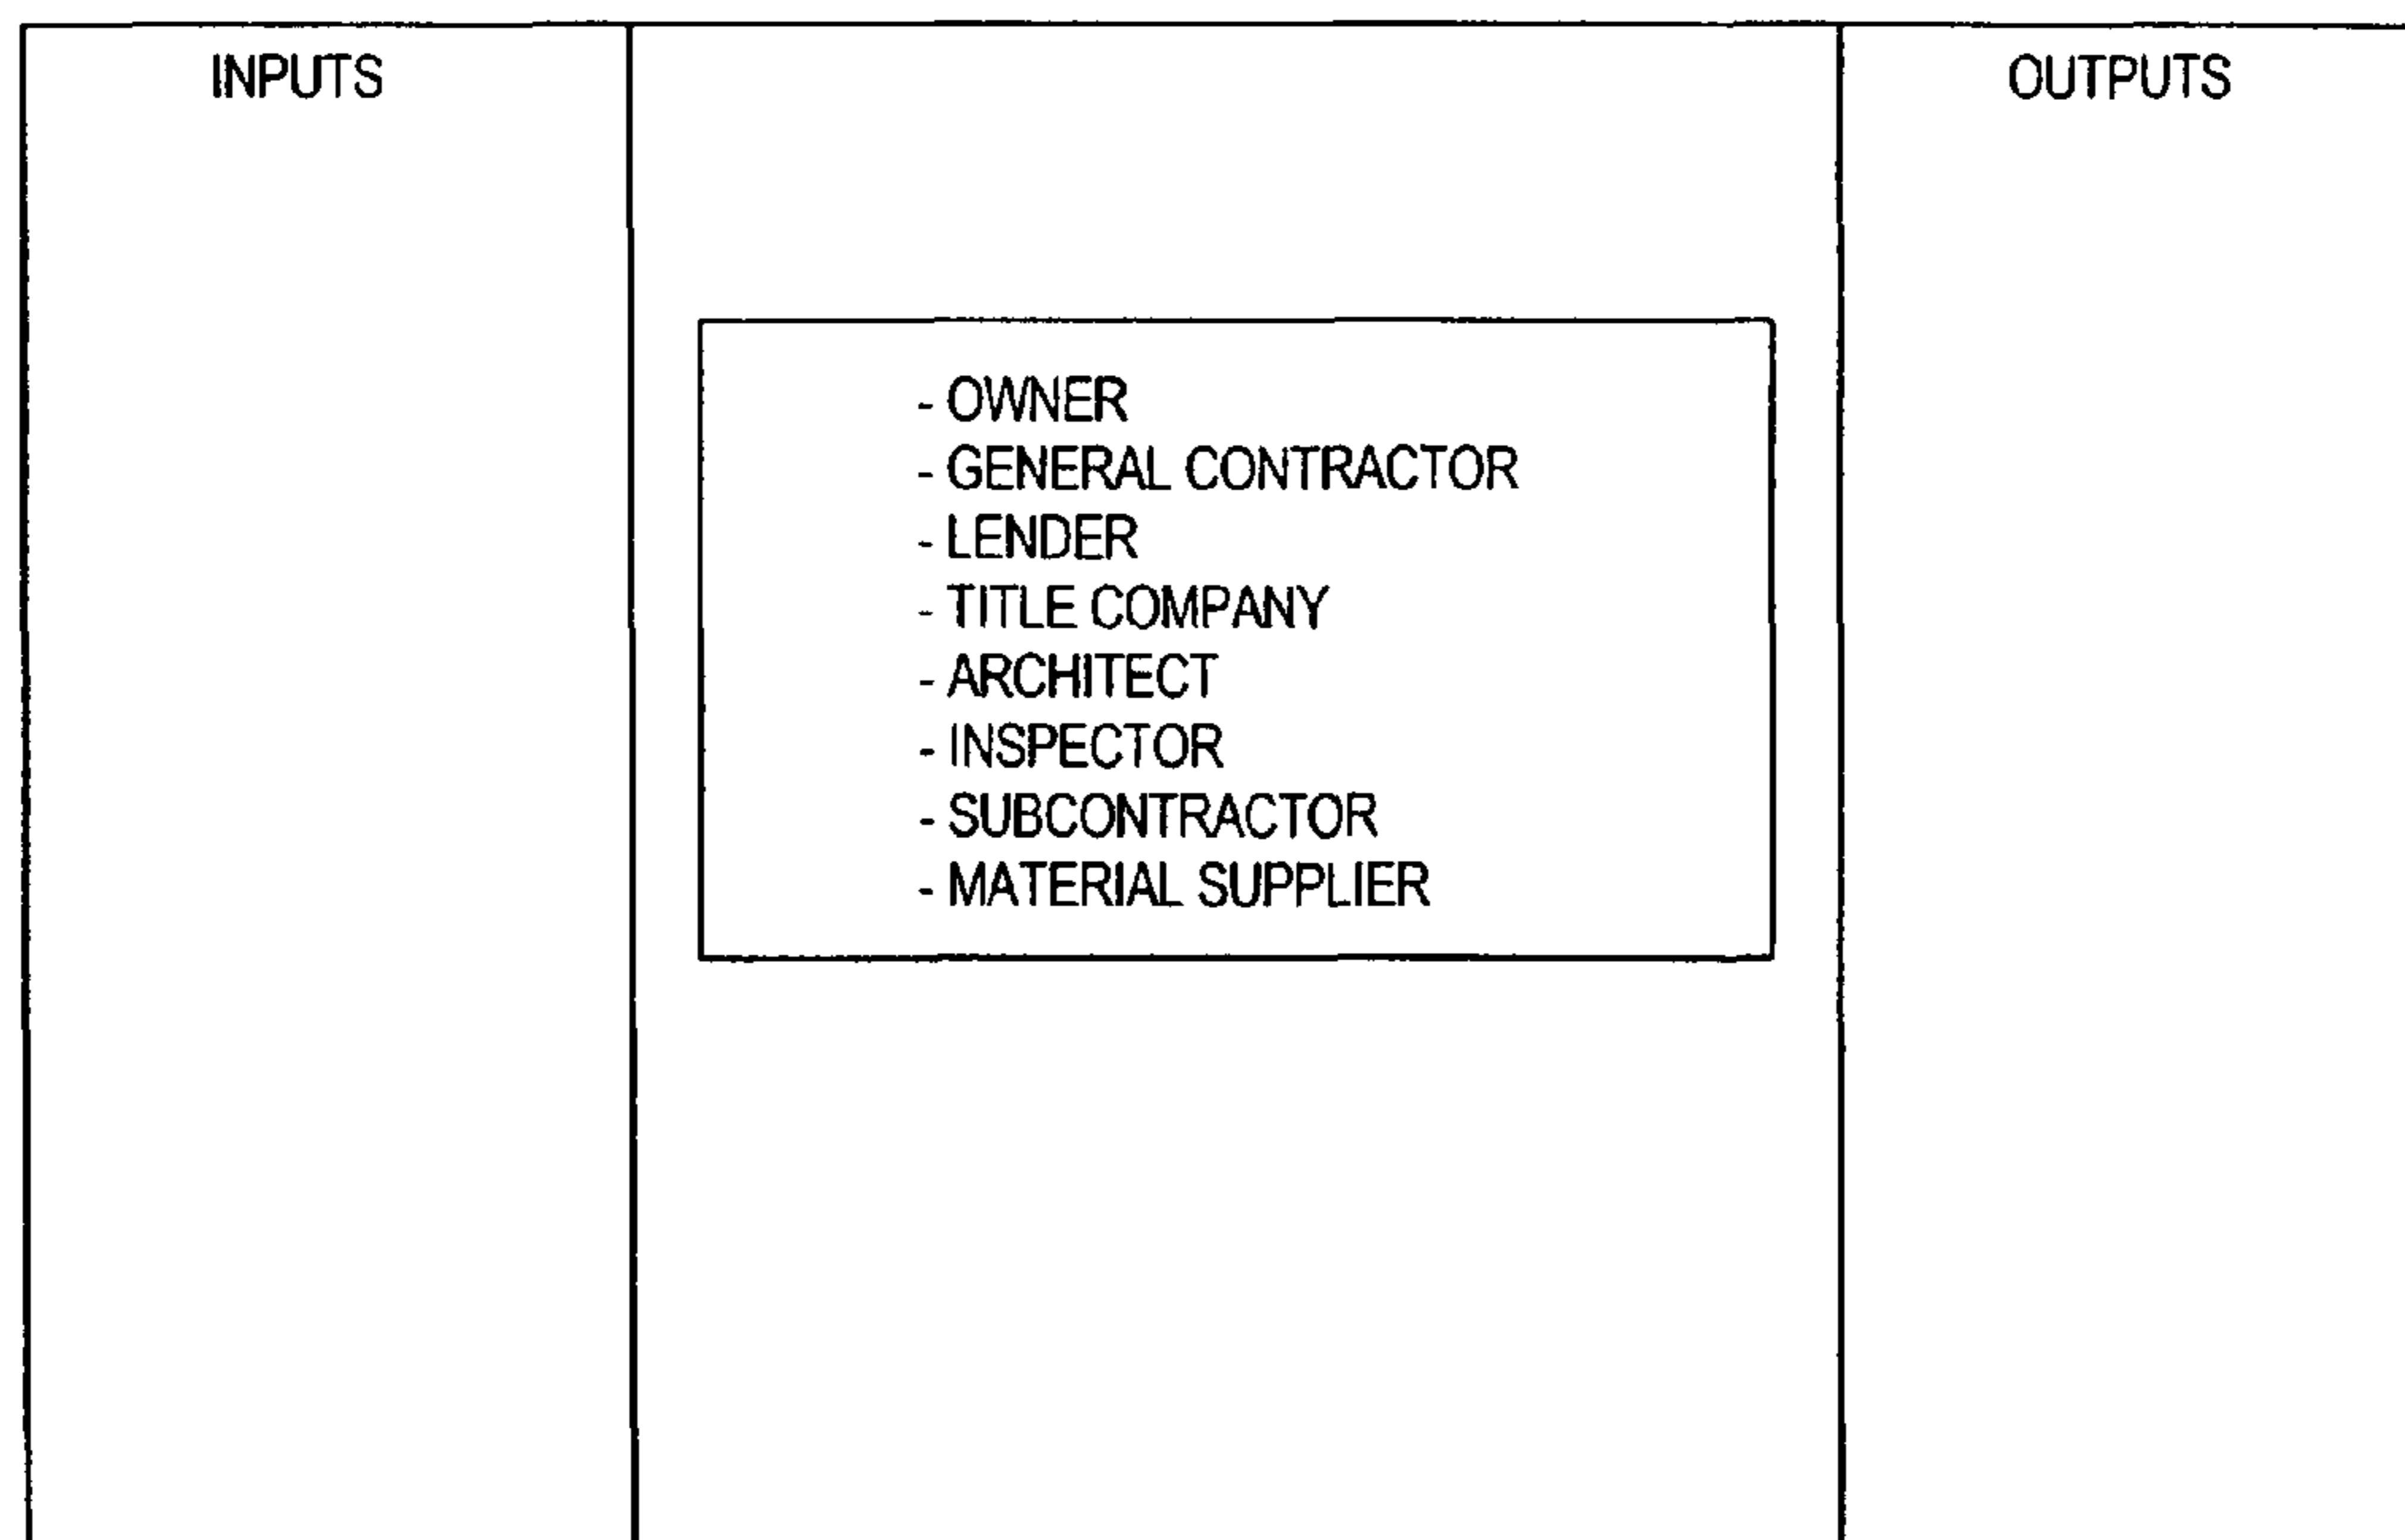 INPUTS
OUTPUTS
- OWNER
- GENERAL CONTRACTOR
- LENDER
- TITLE COMPANY
- ARCHITECT
- INSPECTOR
- SUBCONTRACTOR
- MATERIAL SUPPLIER